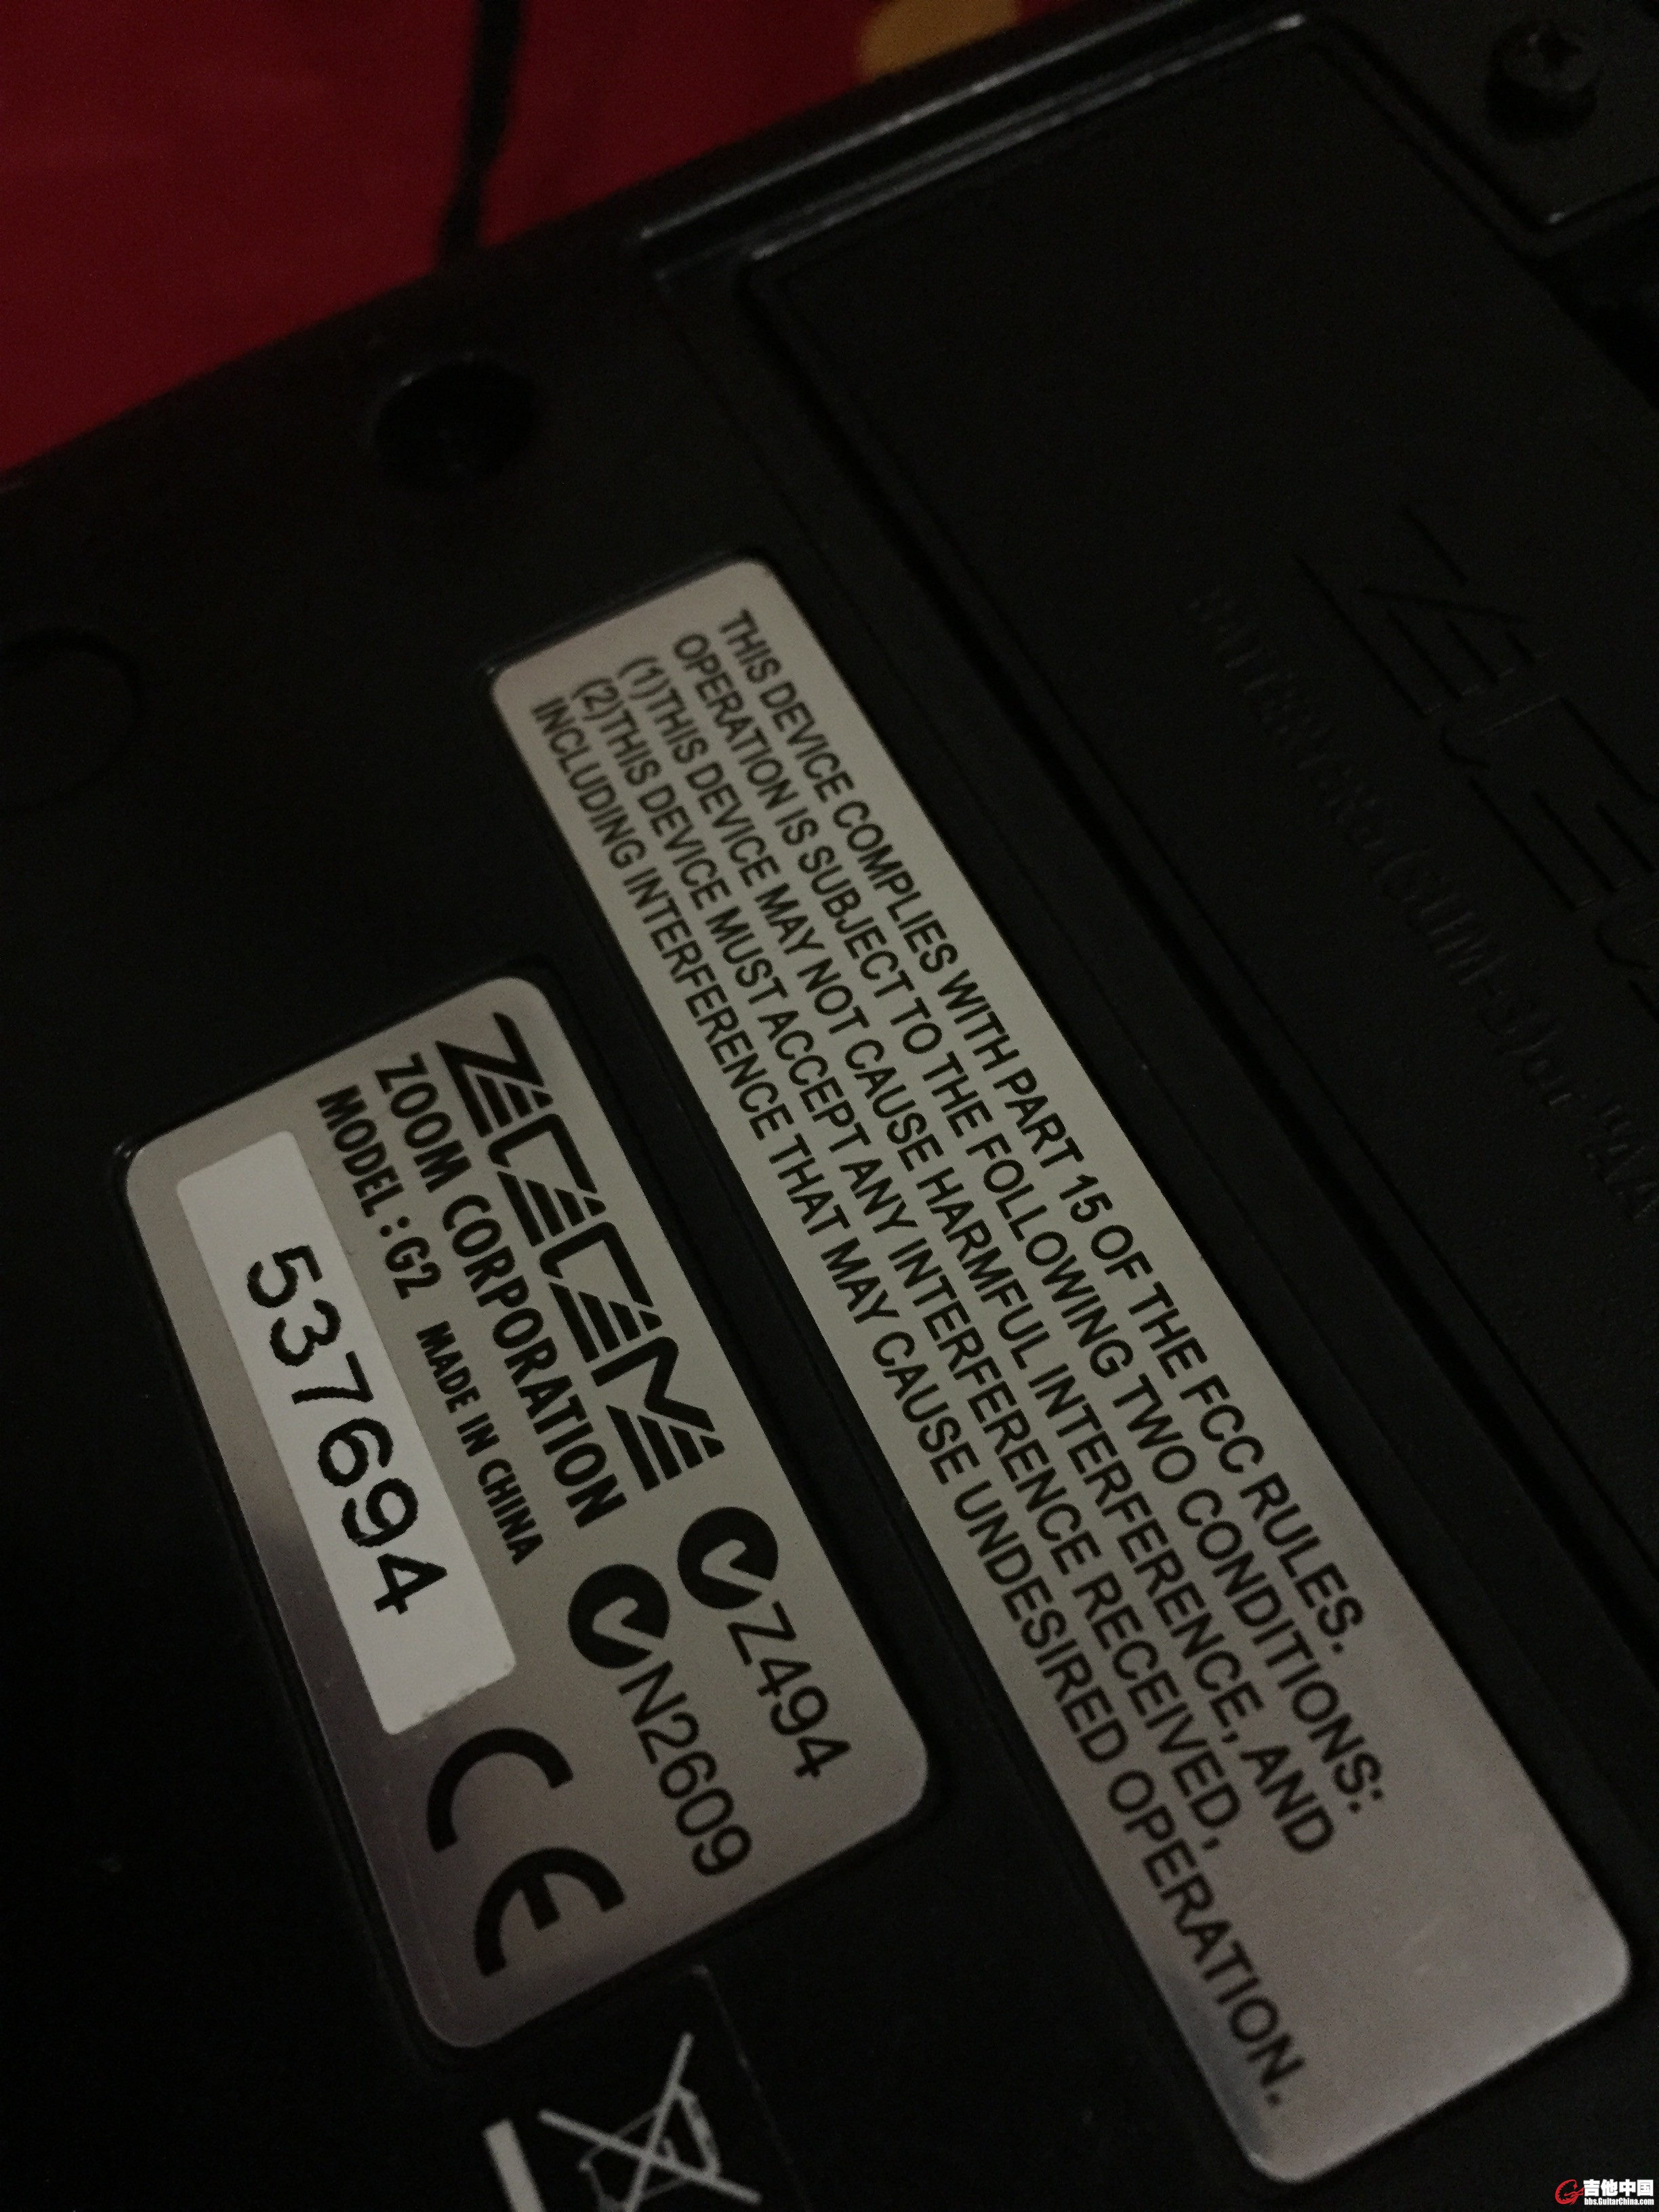 THIS DEVICE COMPLIES WITH PART 15 OF THE FCC RULES.
OPERATION IS SUBJECT TO THE FOLLOWING TWO CONDITIONS:
(1)THIS DEVICE MAY NOT CAUSE HARMFUL INTERFERENCE, AND
(2)THIS DEVICE MUST ACCEPT ANY INTERFERENCE RECEIVED,
INCLUDING INTERFERENCE THAT MAY CAUSE UNDESIRED OPERATION.
ZOOM Z494
ZOOM CORPORATION N2609
MODEL : G2 MADE IN CHINA
537694 CE
吉他中国
bbs.GuitarChina.com